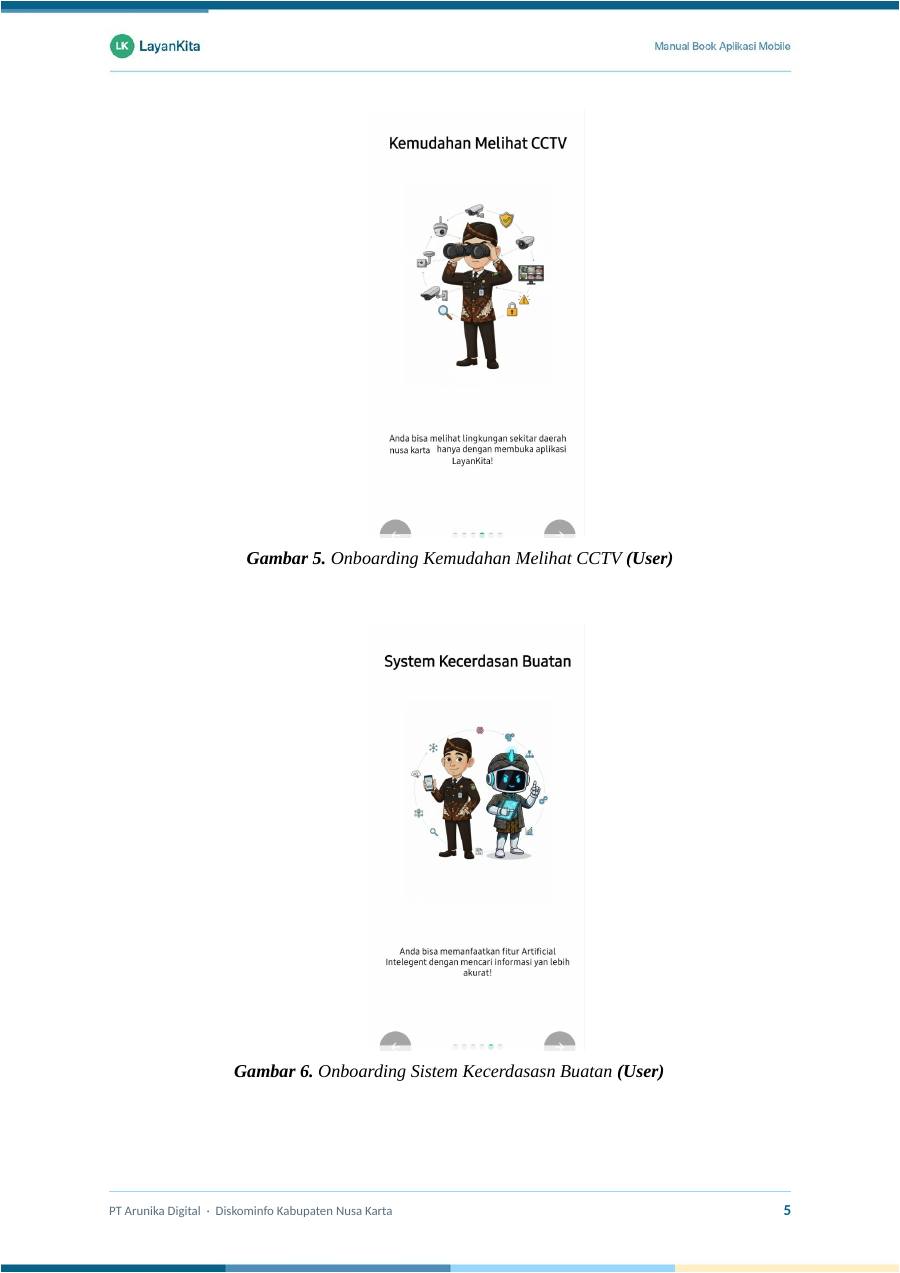 LK LayanKita
Manual Book Aplikasi Mobile
Kemudahan Melihat CCTV
Anda bisa melihat lingkungan sekitar daerah
nusa karta hanya dengan membuka aplikasi
LayanKita!
Gambar 5. Onboarding Kemudahan Melihat CCTV (User)
System Kecerdasan Buatan
Anda bisa memanfaatkan fitur Artificial
Intelegent dengan mencari informasi yan lebih
akurat!
Gambar 6. Onboarding Sistem Kecerdasasn Buatan (User)
PT Arunika Digital · Diskominfo Kabupaten Nusa Karta
5